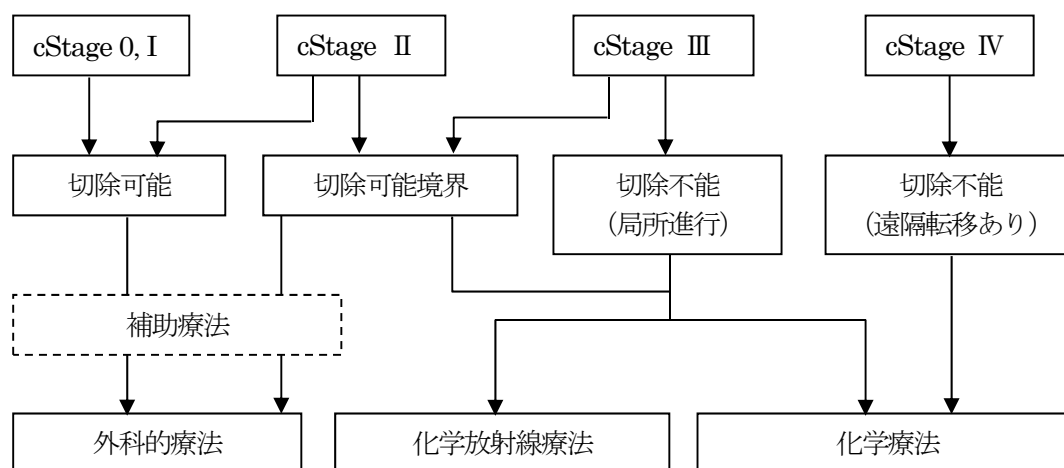 cStage 0, I
cStage Ⅱ
cStage Ⅲ
cStage Ⅳ
切除可能
切除可能境界
切除不能
（局所進行）
切除不能
（遠隔転移あり）
補助療法
外科的療法
化学放射線療法
化学療法